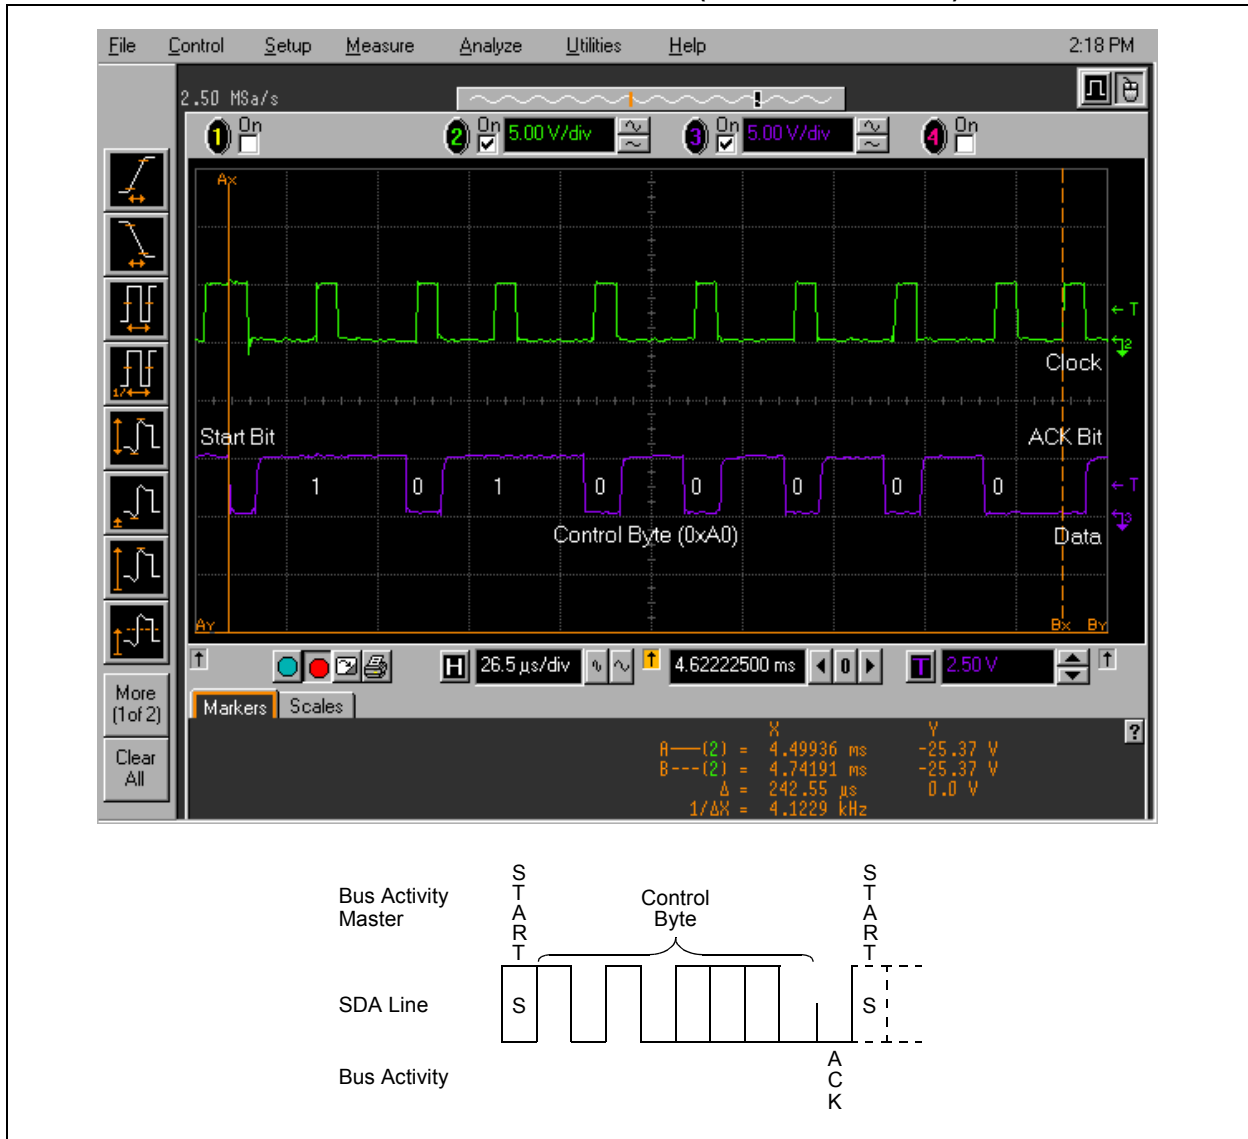 File Control Setup Measure Analyze Utilities Help 2:18 PM
2.50 MSa/s
1 On 2 On 5.00 V/div 3 On 5.00 V/div 4 On
Ax
T
2
Clock
Start Bit ACK Bit
1 0 1 0 0 0 0 0
T
3
Control Byte (0xA0) Data
Ay Bx By
H 26.5 µs/div 4.62222500 ms 0 T 2.50 V
More
(1of 2)
Clear
All
Markers Scales
?
X Y
A——(2) = 4.49936 ms -25.37 V
B---(2) = 4.74191 ms -25.37 V
Δ = 242.55 µs 0.0 V
1/ΔX = 4.1229 kHz
Bus Activity
Master
START
Control
Byte
START
SDA Line S S
Bus Activity
ACK